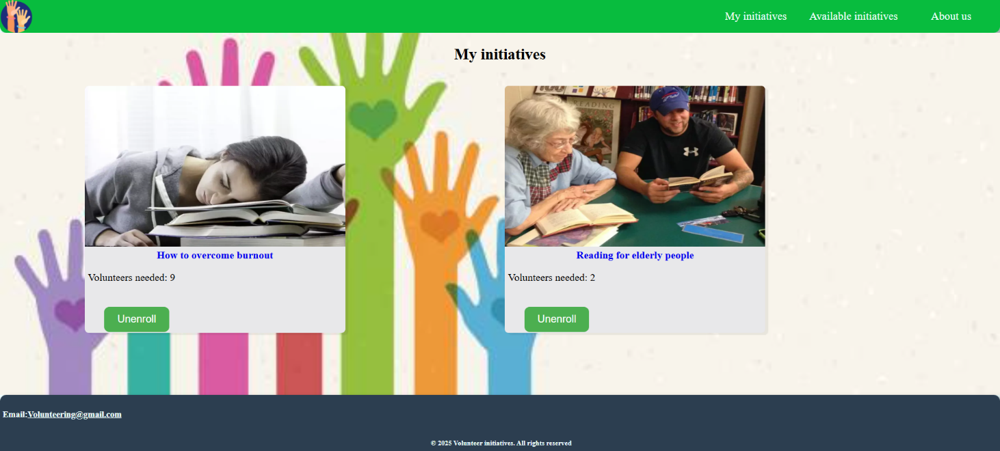 My initiatives Available initiatives About us
My initiatives
READING
How to overcome burnout
Reading for elderly people
Volunteers needed: 9
Volunteers needed: 2
Unenroll
Unenroll
Email:Volunteering@gmail.com
© 2025 Volunteer initiatives. All rights reserved